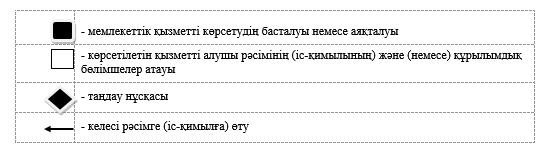 - мемлекеттік қызметті көрсетудің басталуы немесе аяқталуы
- көрсетілетін қызметті алушы рәсімінің (іс-қимылының) және (немесе) құрылымдық
бөлімшелер атауы
- таңдау нұсқасы
- келесі рәсімге (іс-қимылға) өту